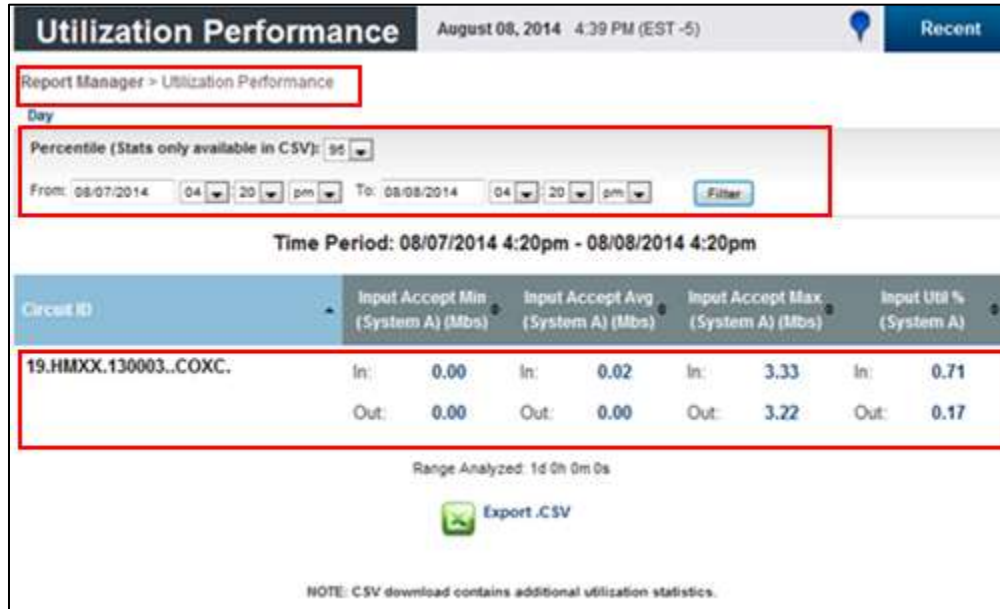 Utilization Performance August 08, 2014 4:39 PM (EST -5) Recent
Report Manager > Utilization Performance
Day
Percentile (Stats only available in CSV):
From: 08/07/2014 04 : 20 pm To: 08/08/2014 04 : 20 pm Filter
Time Period: 08/07/2014 4:20pm - 08/08/2014 4:20pm
Circuit ID Input Accept Min (System A) (Mbs) Input Accept Avg (System A) (Mbs) Input Accept Max (System A) (Mbs) Input Util % (System A)
19.HMXX.130003..COXC. In: 0.00 In: 0.02 In: 3.33 In: 0.71
Out: 0.00 Out: 0.00 Out: 3.22 Out: 0.17
Range Analyzed: 1d 0h 0m 0s
Export .CSV
NOTE: CSV download contains additional utilization statistics.